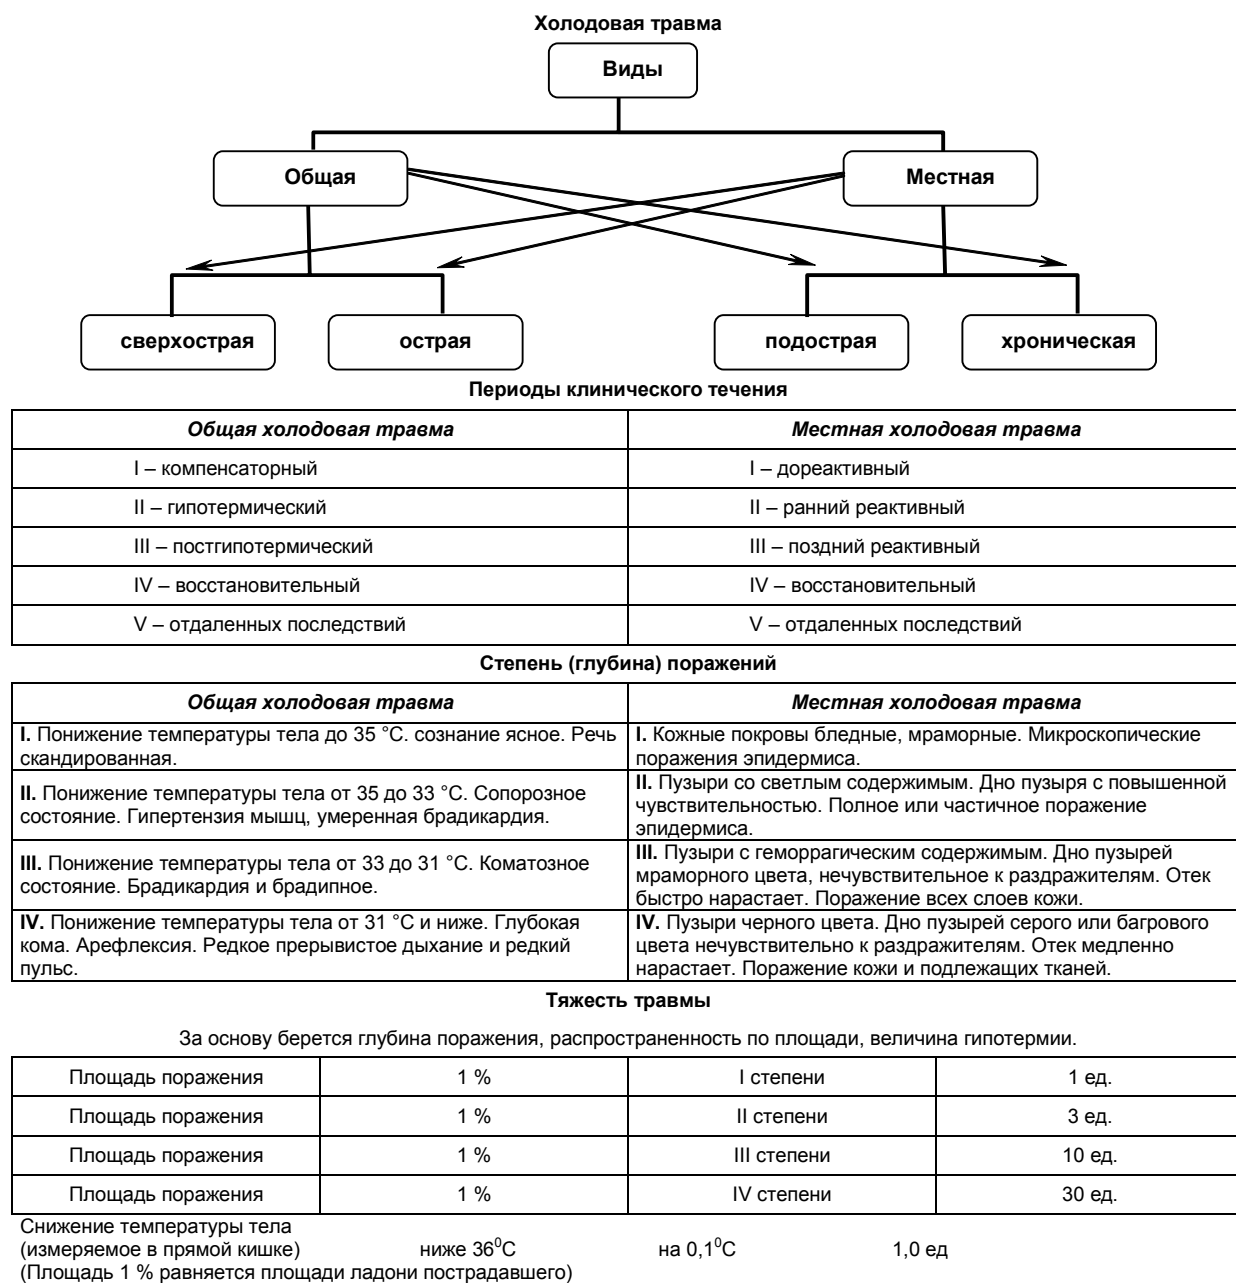 Холодовая травма
Виды
Общая
Местная
сверхострая
острая
подострая
хроническая
Периоды клинического течения
Общая холодовая травма
Местная холодовая травма
I – компенсаторный
I – дореактивный
II – гипотермический
II – ранний реактивный
III – постгипотермический
III – поздний реактивный
IV – восстановительный
IV – восстановительный
V – отдаленных последствий
V – отдаленных последствий
Степень (глубина) поражений
Общая холодовая травма
Местная холодовая травма
I. Понижение температуры тела до 35 °С. сознание ясное. Речь
скандированная.
I. Кожные покровы бледные, мраморные. Микроскопические
поражения эпидермиса.
II. Понижение температуры тела от 35 до 33 °С. Сопорозное
состояние. Гипертензия мышц, умеренная брадикардия.
II. Пузыри со светлым содержимым. Дно пузыря с повышенной
чувствительностью. Полное или частичное поражение
эпидермиса.
III. Понижение температуры тела от 33 до 31 °С. Коматозное
состояние. Брадикардия и брадипное.
III. Пузыри с геморрагическим содержимым. Дно пузырей
мраморного цвета, нечувствительное к раздражителям. Отек
быстро нарастает. Поражение всех слоев кожи.
IV. Понижение температуры тела от 31 °С и ниже. Глубокая
кома. Арефлексия. Редкое прерывистое дыхание и редкий
пульс.
IV. Пузыри черного цвета. Дно пузырей серого или багрового
цвета нечувствительно к раздражителям. Отек медленно
нарастает. Поражение кожи и подлежащих тканей.
Тяжесть травмы
За основу берется глубина поражения, распространенность по площади, величина гипотермии.
Площадь поражения 1 % I степени 1 ед.
Площадь поражения 1 % II степени 3 ед.
Площадь поражения 1 % III степени 10 ед.
Площадь поражения 1 % IV степени 30 ед.
Снижение температуры тела
(измеряемое в прямой кишке) ниже 36⁰С на 0,1⁰С 1,0 ед
(Площадь 1 % равняется площади ладони пострадавшего)